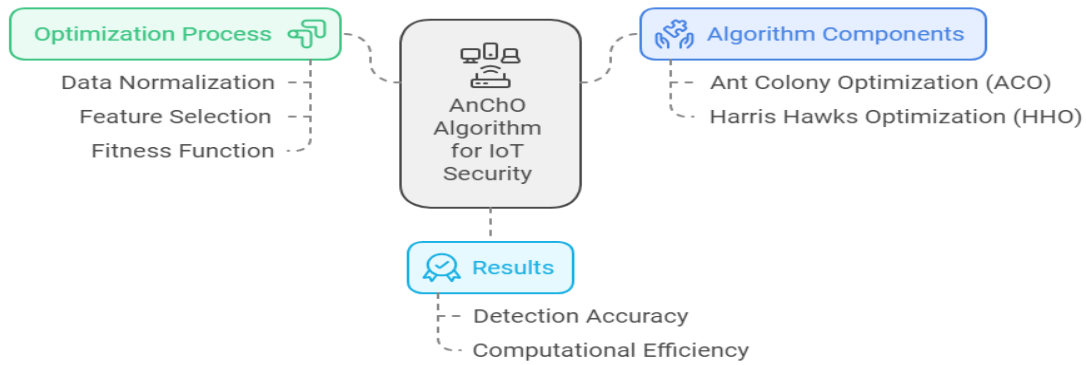 Optimization Process
Data Normalization
Feature Selection
Fitness Function
AnChO
Algorithm
for IoT
Security
Algorithm Components
Ant Colony Optimization (ACO)
Harris Hawks Optimization (HHO)
Results
Detection Accuracy
Computational Efficiency